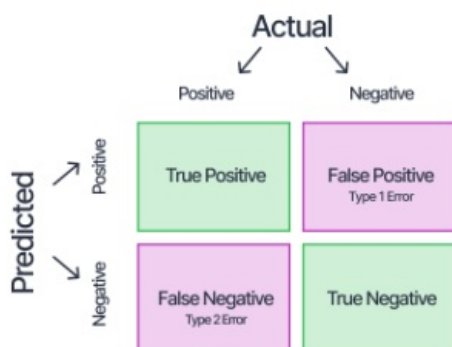 Actual
Positive
Negative
Predicted
Positive
True Positive
False Positive
Type 1 Error
Negative
False Negative
Type 2 Error
True Negative